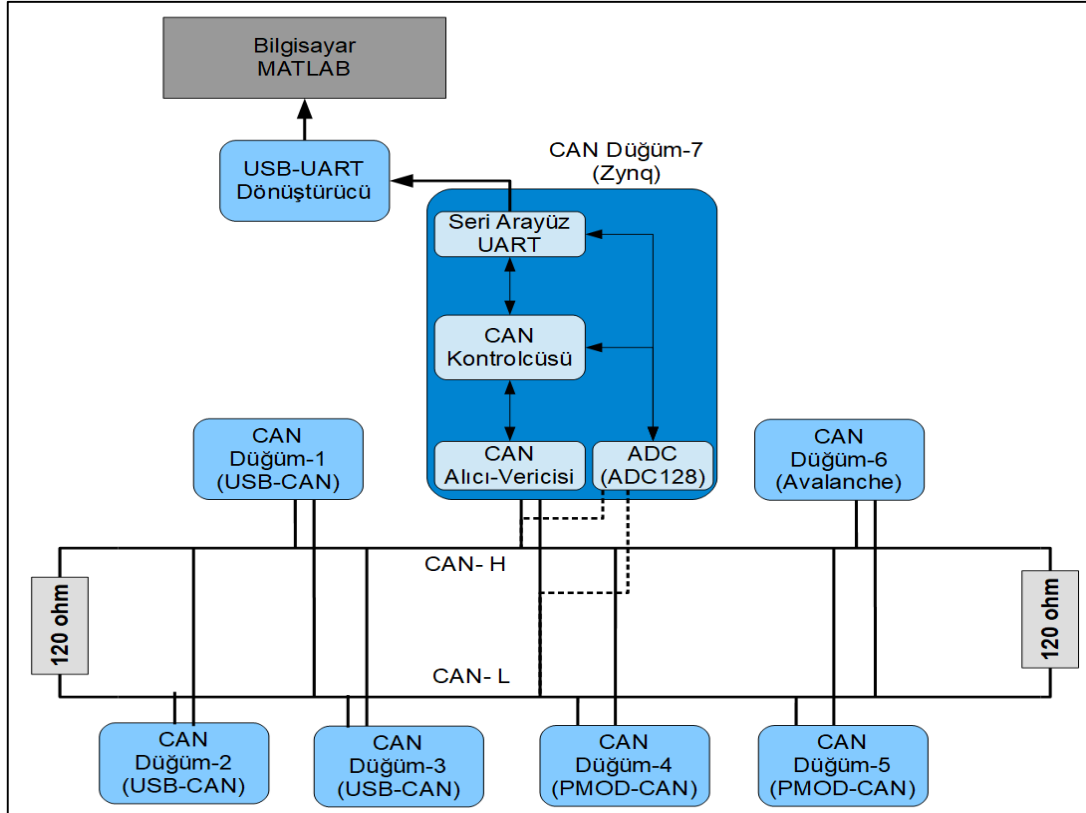 Bilgisayar
MATLAB
USB-UART
Dönüştürücü
CAN Düğüm-7
(Zynq)
Seri Arayüz
UART
CAN
Kontrolcüsü
CAN
Alıcı-Vericisi
ADC
(ADC128)
CAN
Düğüm-1
(USB-CAN)
CAN
Düğüm-6
(Avalanche)
CAN- H
120 ohm
120 ohm
CAN- L
CAN
Düğüm-2
(USB-CAN)
CAN
Düğüm-3
(USB-CAN)
CAN
Düğüm-4
(PMOD-CAN)
CAN
Düğüm-5
(PMOD-CAN)